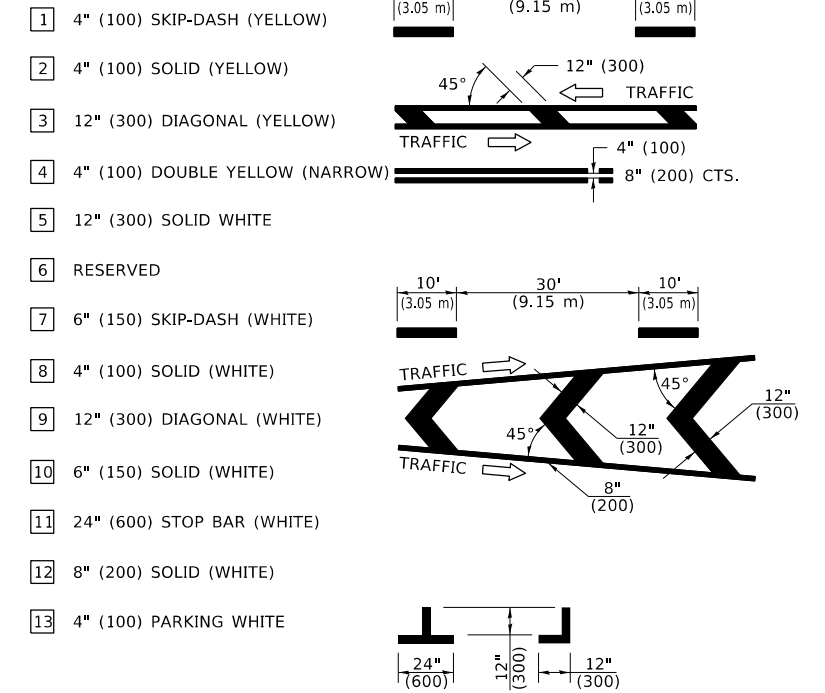 (3.05 m) (9.15 m) (3.05 m)
1 4" (100) SKIP-DASH (YELLOW)
2 4" (100) SOLID (YELLOW)
45° 12" (300)
TRAFFIC
3 12" (300) DIAGONAL (YELLOW)
TRAFFIC
4" (100)
4 4" (100) DOUBLE YELLOW (NARROW)
8" (200) CTS.
5 12" (300) SOLID WHITE
6 RESERVED
10' 30' 10'
(3.05 m) (9.15 m) (3.05 m)
7 6" (150) SKIP-DASH (WHITE)
8 4" (100) SOLID (WHITE)
TRAFFIC
45°
12"
(300)
9 12" (300) DIAGONAL (WHITE)
45°
12"
(300)
10 6" (150) SOLID (WHITE)
TRAFFIC
8"
(200)
11 24" (600) STOP BAR (WHITE)
12 8" (200) SOLID (WHITE)
13 4" (100) PARKING WHITE
24"
(600)
12"
(300)
12"
(300)